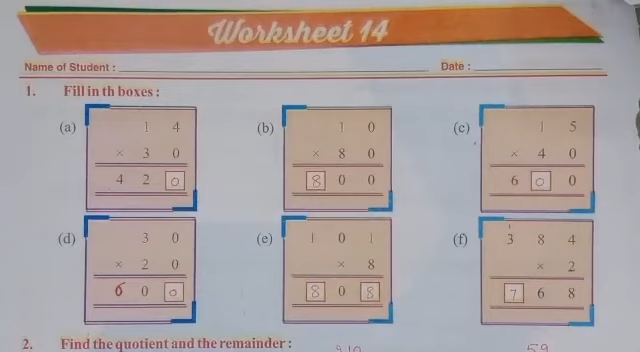 Worksheet 14
Name of Student : Date :
1. Fill in th boxes :
(a) 1 4 (b) 1 0 (c) 1 5
× 3 0 × 8 0 × 4 0
4 2 0 8 0 0 6 0 0
(d) 3 0 (e) 1 0 1 (f) 1 3 8 4
× 2 0 × 8 × 2
6 0 0 8 0 8 7 6 8
2. Find the quotient and the remainder :
59